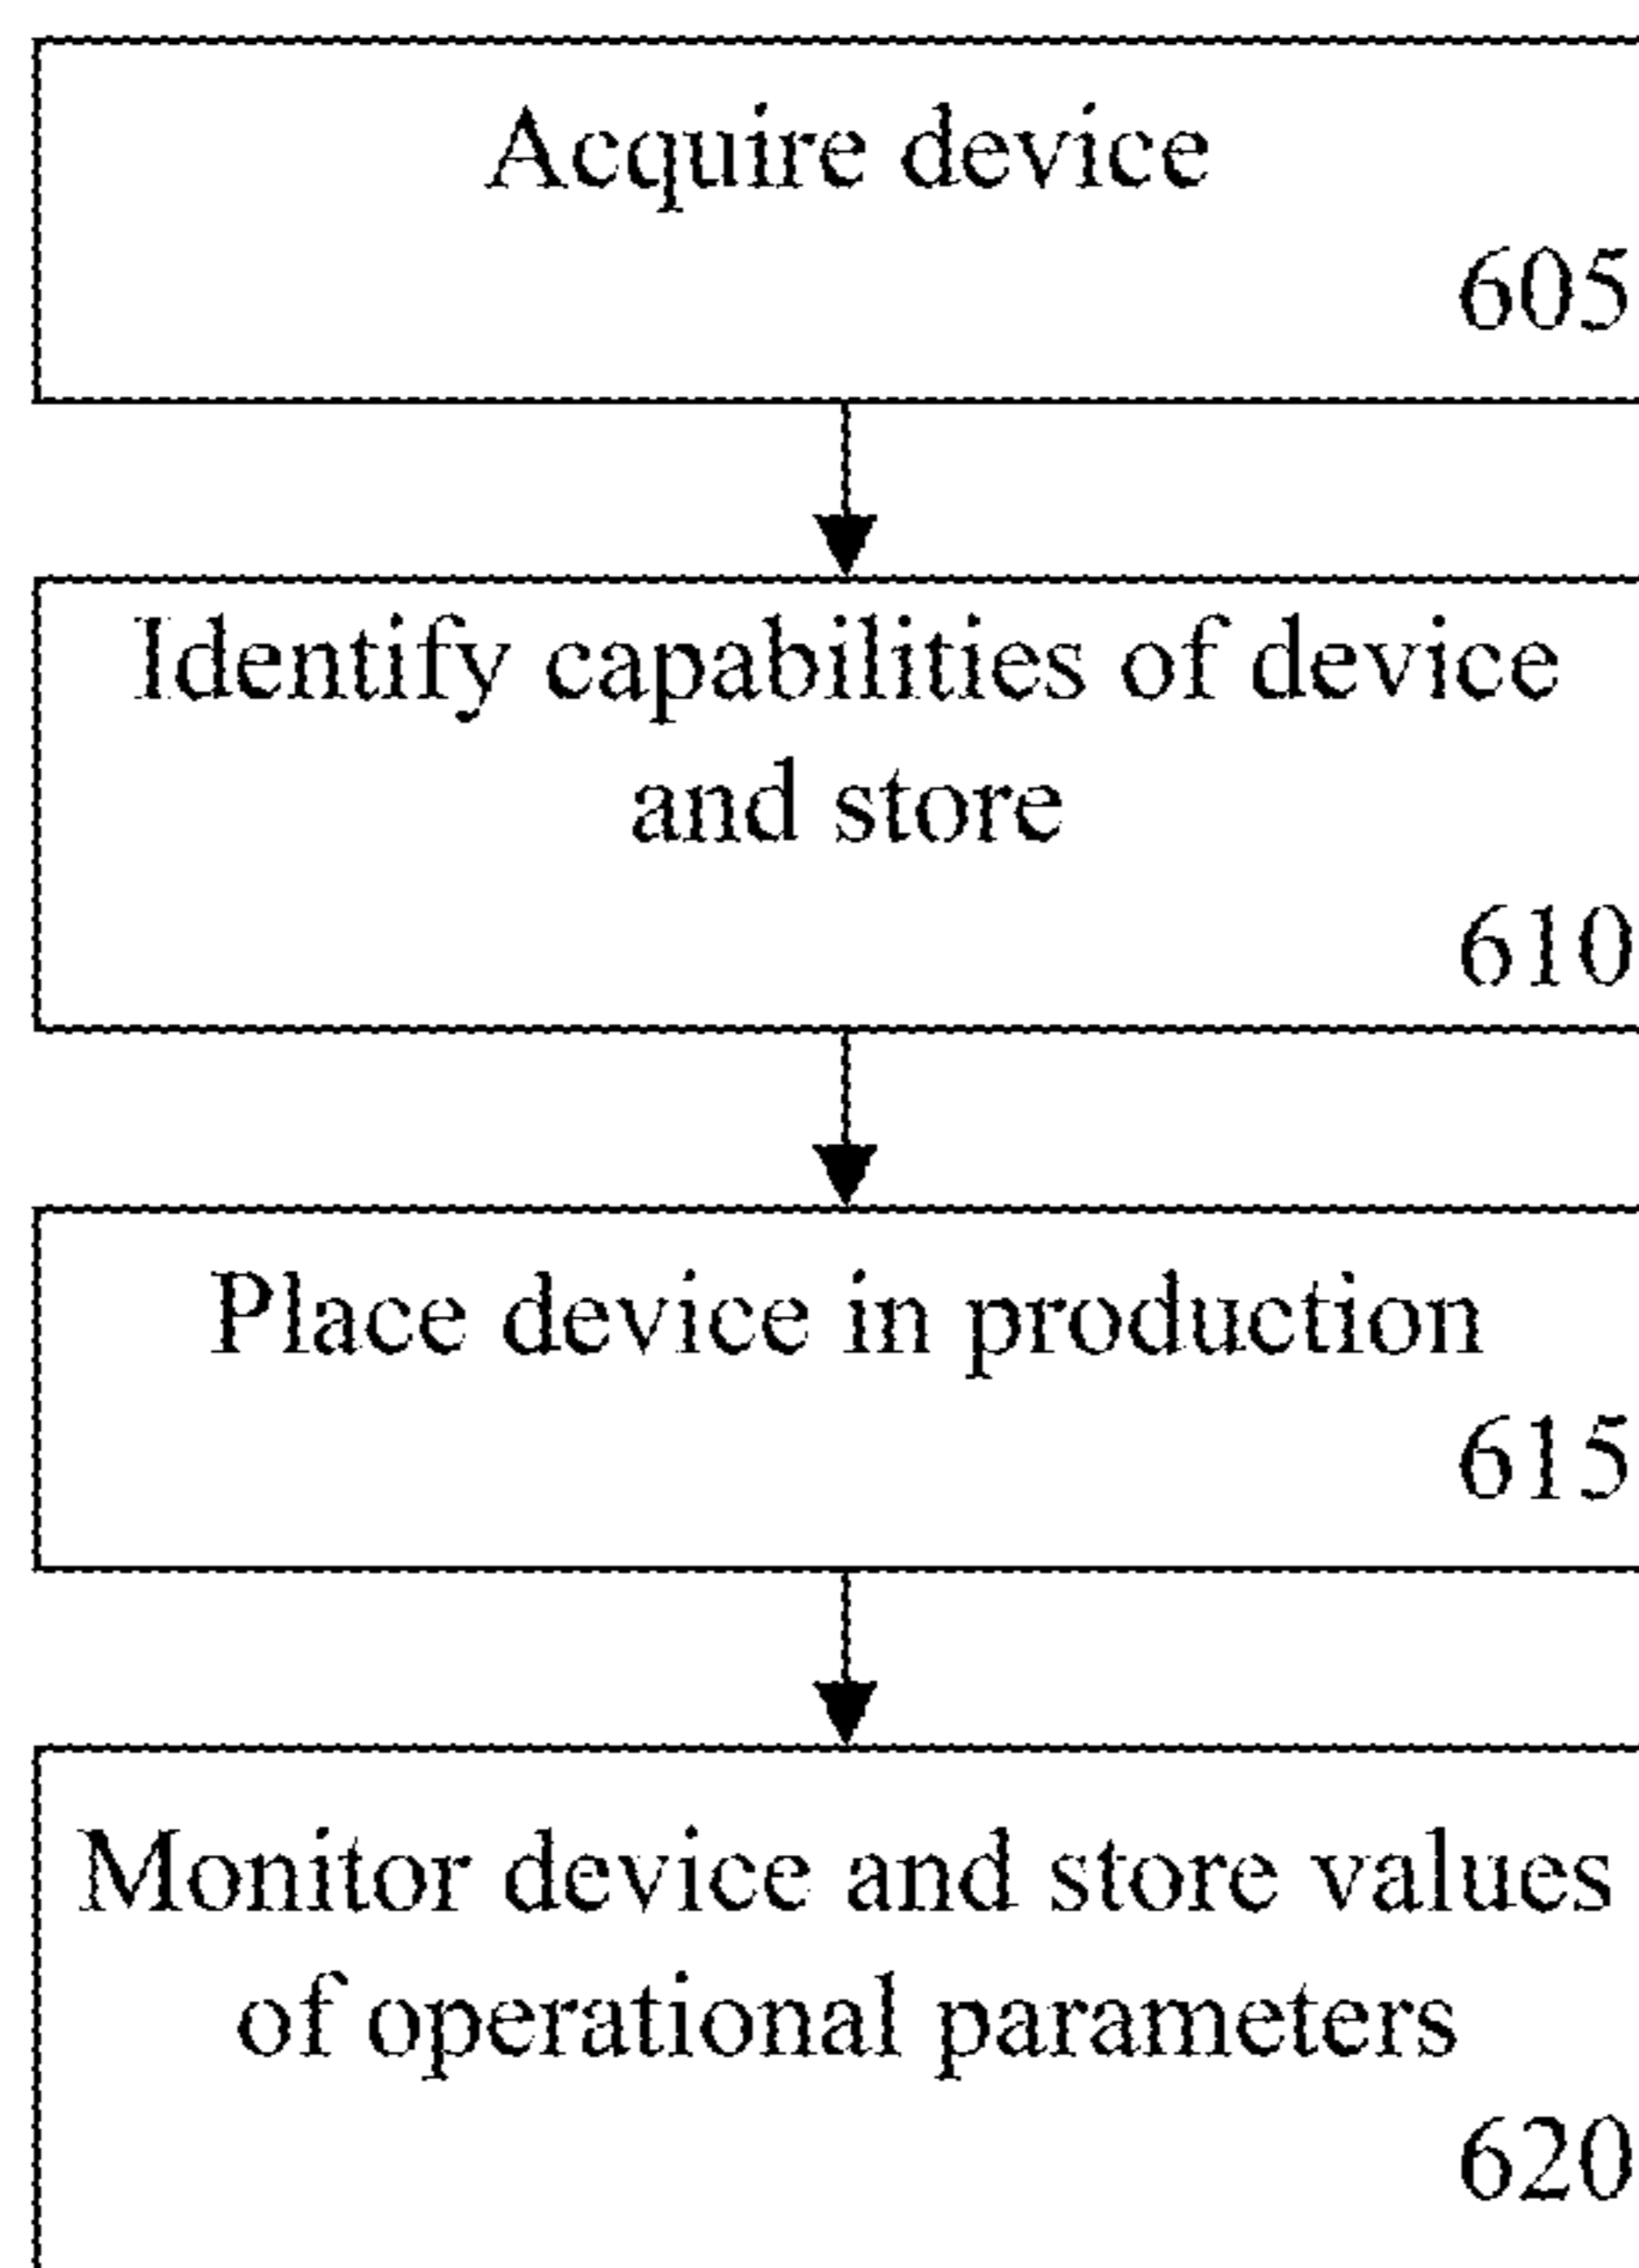 Acquire device
605
Identify capabilities of device
and store
610
Place device in production
615
Monitor device and store values
of operational parameters
620